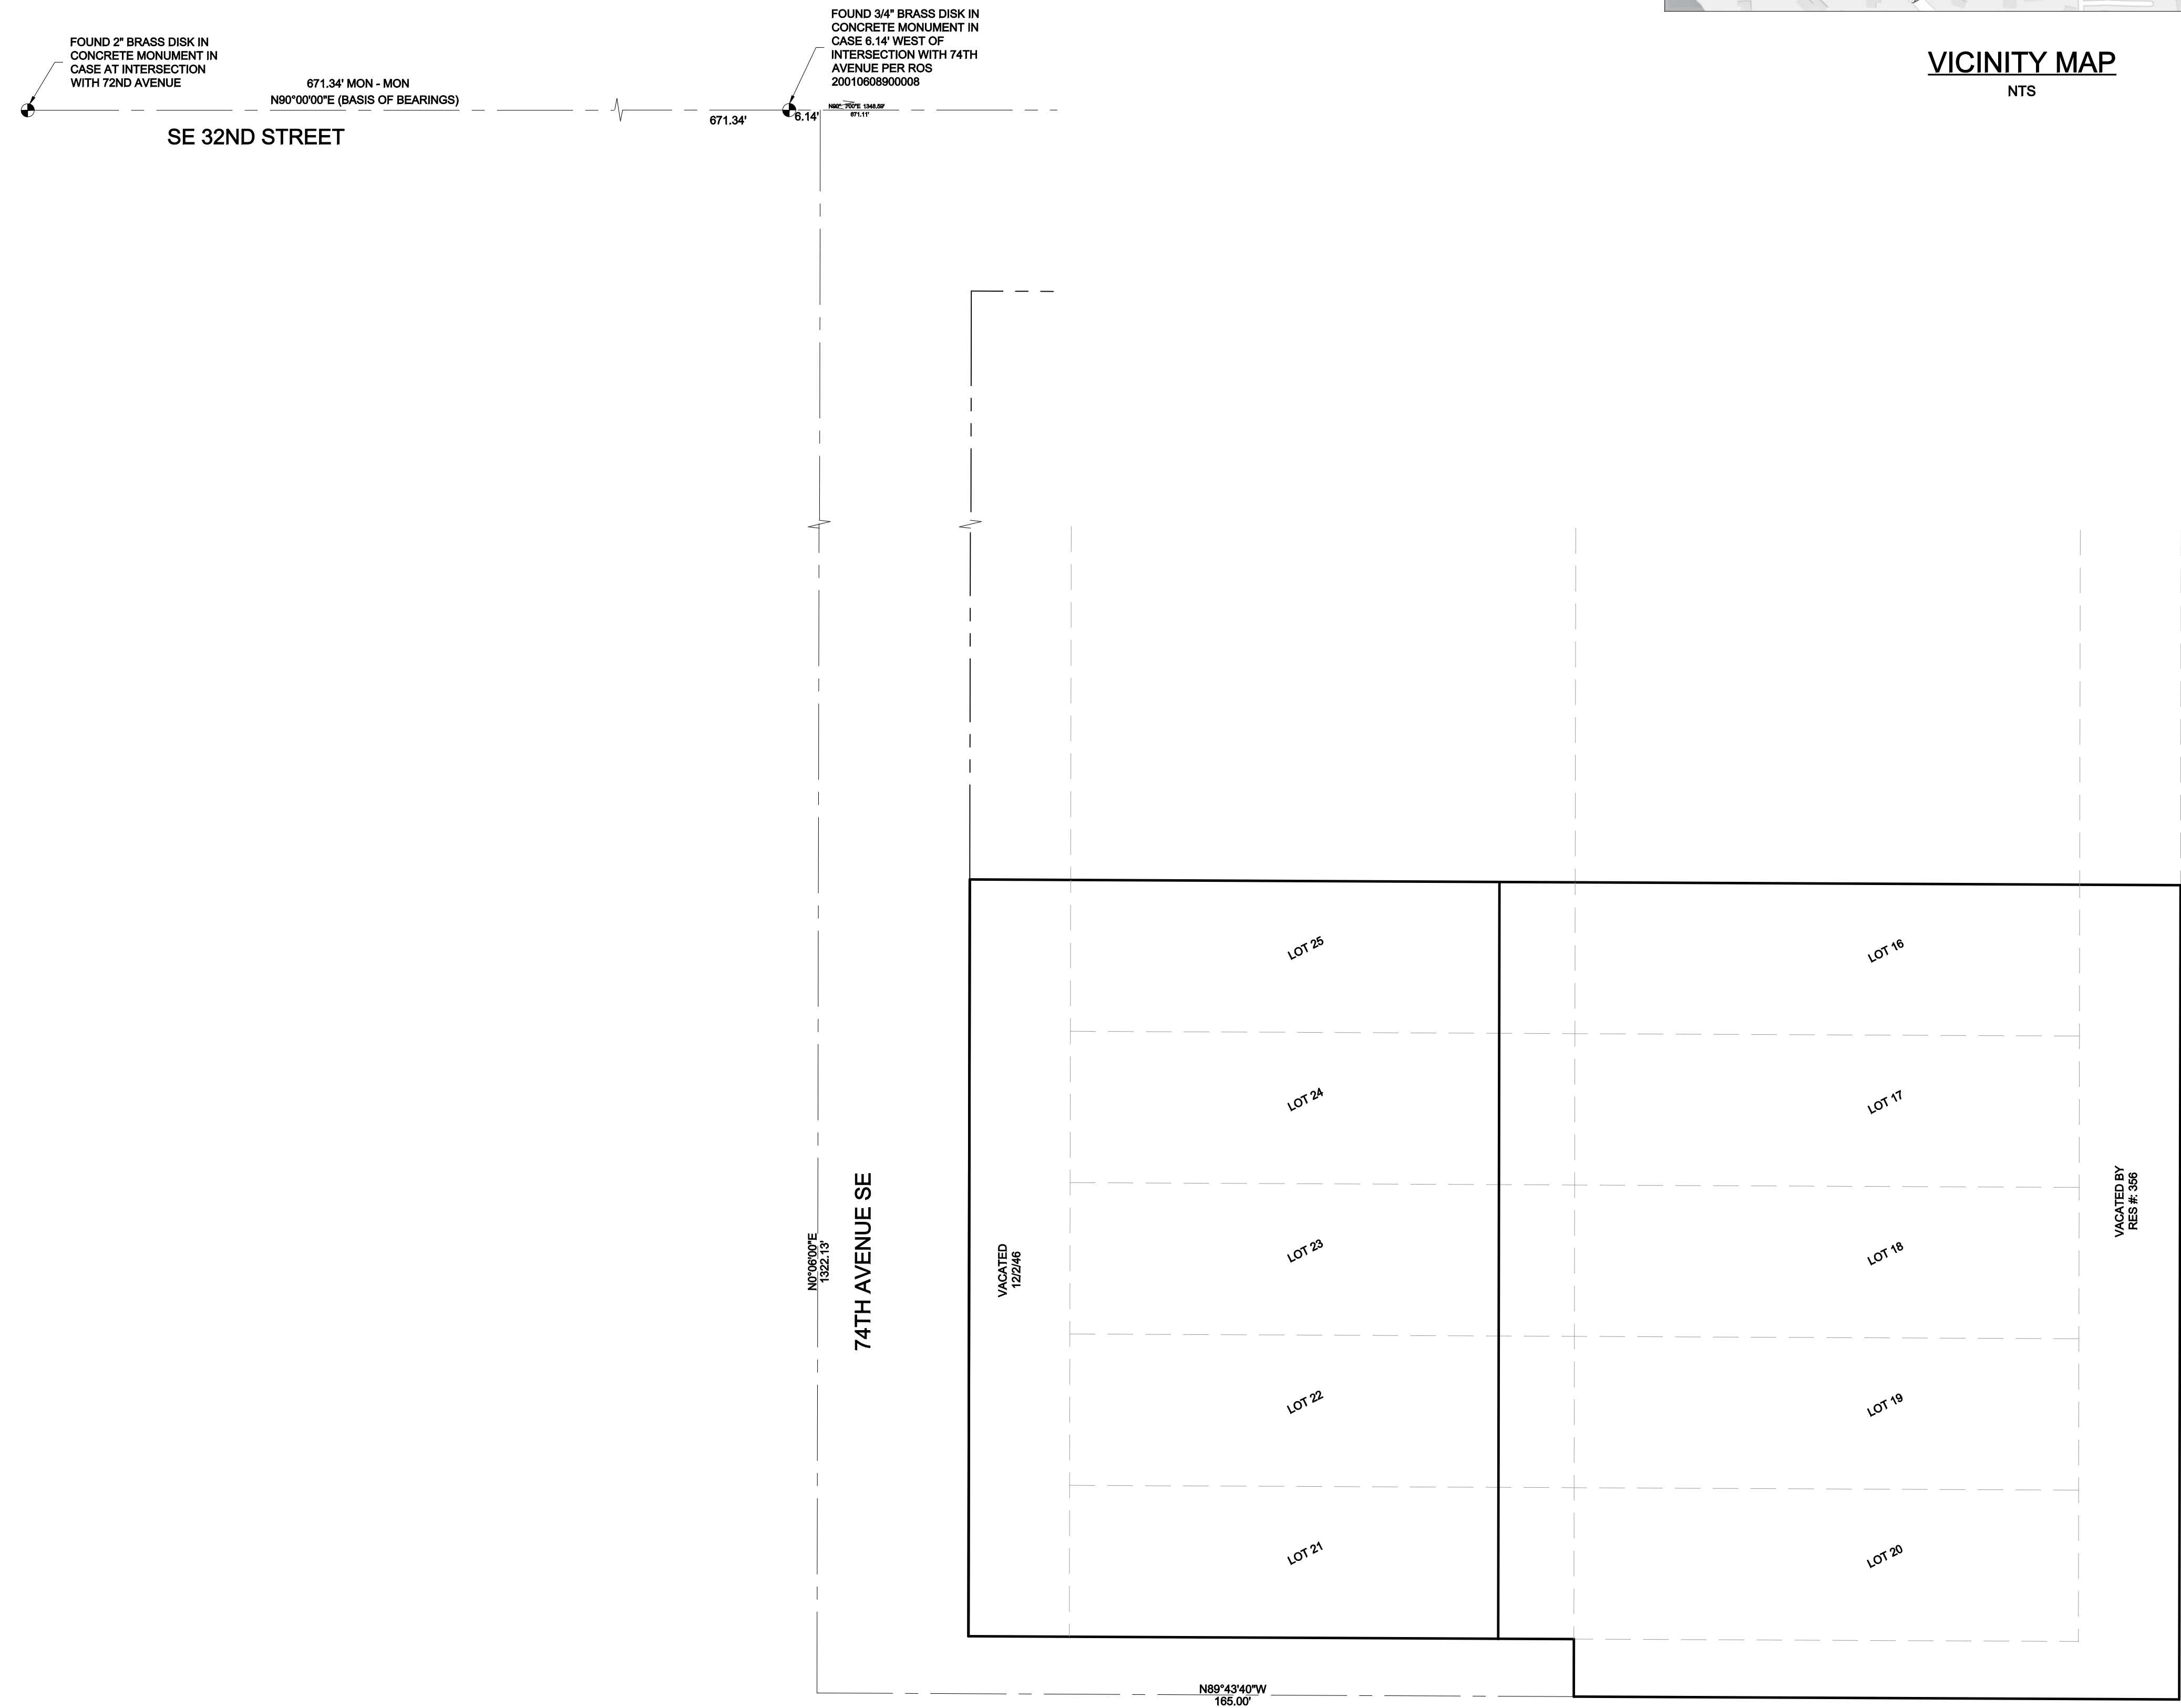 FOUND 2" BRASS DISK IN
CONCRETE MONUMENT IN
CASE AT INTERSECTION
WITH 72ND AVENUE
671.34' MON - MON
N90°00'00"E (BASIS OF BEARINGS)
SE 32ND STREET
FOUND 3/4" BRASS DISK IN
CONCRETE MONUMENT IN
CASE 6.14' WEST OF
INTERSECTION WITH 74TH
AVENUE PER ROS
20010608900008
671.34'
6.14'
1348.59'
671.11'
VICINITY MAP
NTS
LOT 25
LOT 16
LOT 24
LOT 17
LOT 23
LOT 18
LOT 22
LOT 19
LOT 21
LOT 20
VACATED BY
RES #: 356
VACATED
12/2/46
74TH AVENUE SE
N0°06'00"E
1322.13'
N89°43'40"W
165.00'